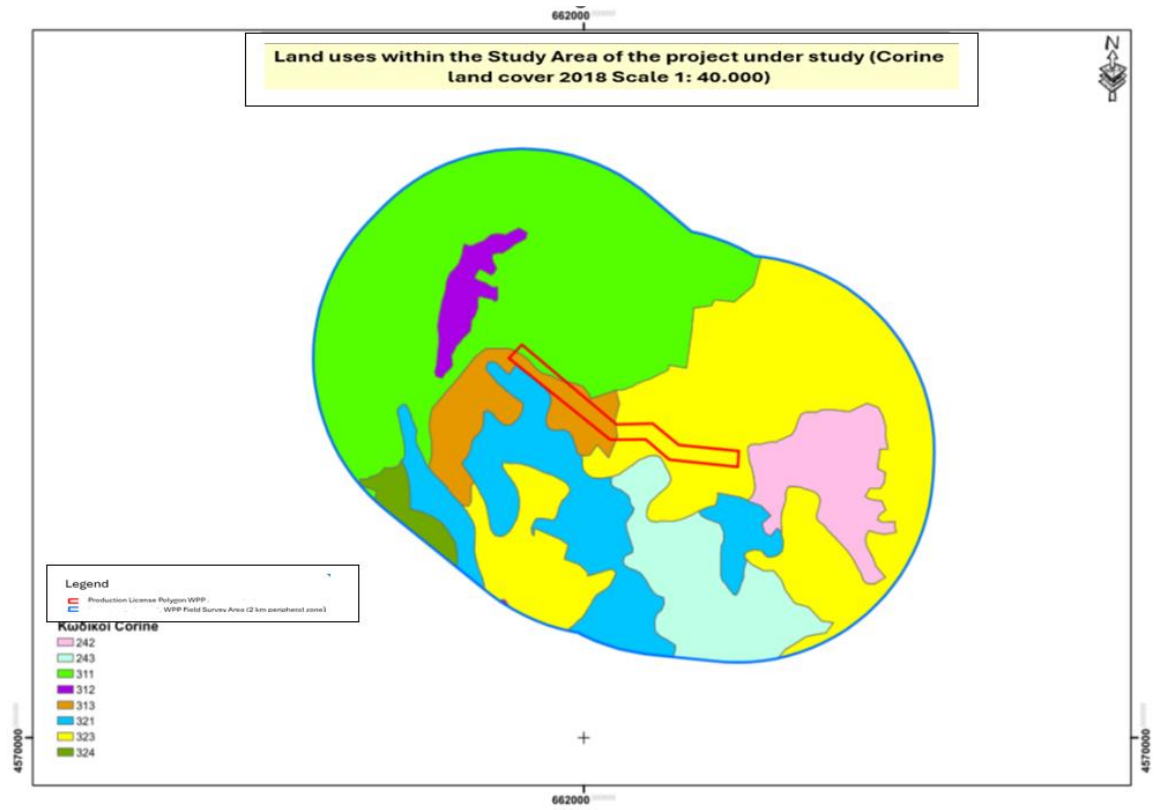 662000
Land uses within the Study Area of the project under study (Corine
land cover 2018 Scale 1: 40.000)
N
Legend
Production License Polygon WPP
WPP Field Survey Area (2 km peripheral zone)
Κωδικοί Corine
242
243
311
312
313
321
323
324
4570000
4570000
662000